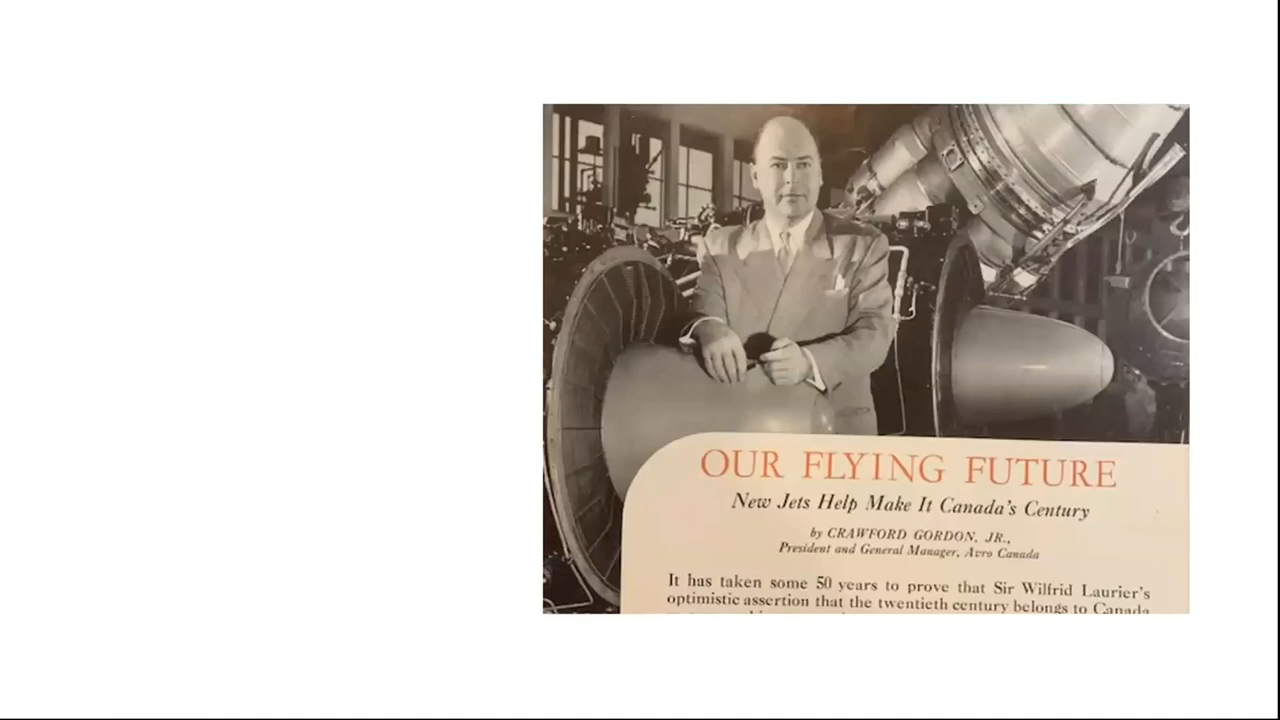 OUR FLYING FUTURE
New Jets Help Make It Canada's Century
by CRAWFORD GORDON, JR.,
President and General Manager, Avro Canada
It has taken some 50 years to prove that Sir Wilfrid Laurier's
optimistic assertion that the twentieth century belongs to Canada